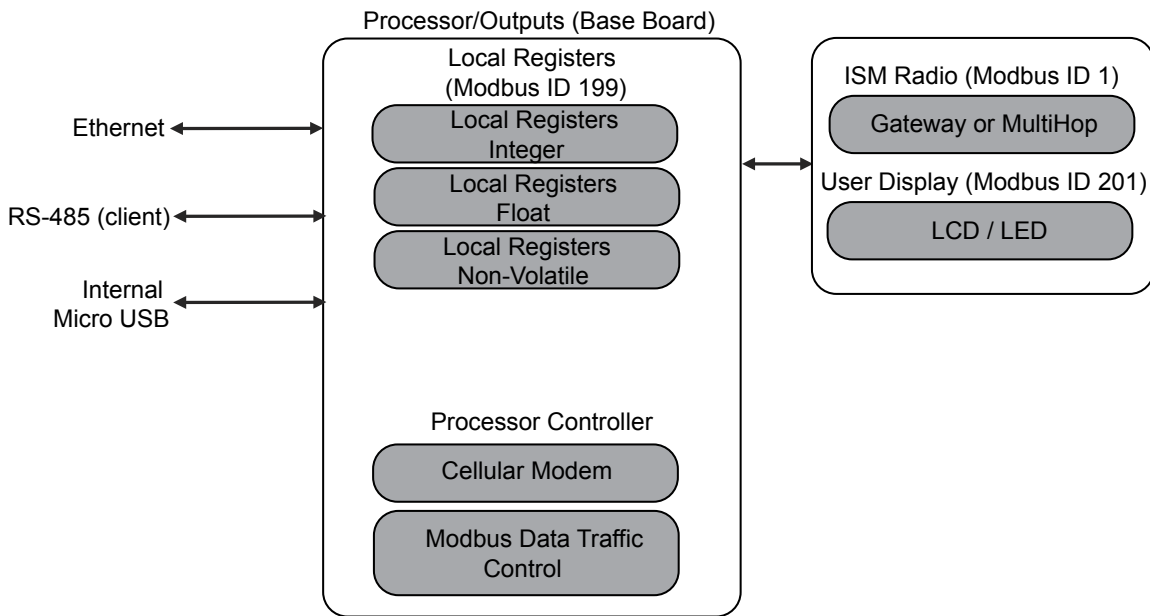 Processor/Outputs (Base Board)
Local Registers
(Modbus ID 199)
Local Registers
Integer
Local Registers
Float
Local Registers
Non-Volatile
Processor Controller
Cellular Modem
Modbus Data Traffic
Control
Ethernet
RS-485 (client)
Internal
Micro USB
ISM Radio (Modbus ID 1)
Gateway or MultiHop
User Display (Modbus ID 201)
LCD / LED